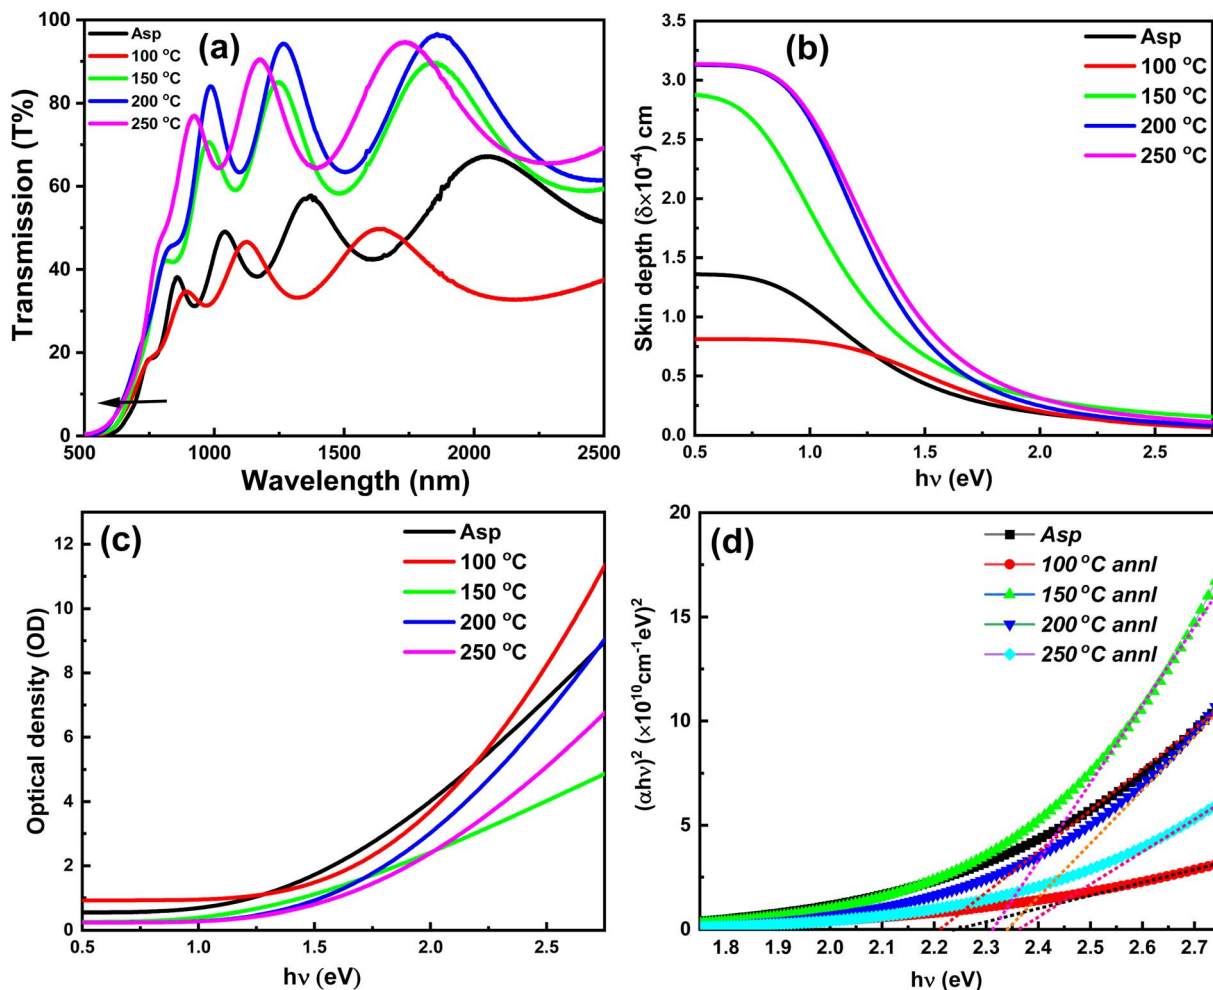 (a)
Asp
100 °C
150 °C
200 °C
250 °C
Transmission (T%)
100
80
60
40
20
0
500
1000
1500
2000
2500
Wavelength (nm)
(b)
Asp
100 °C
150 °C
200 °C
250 °C
Skin depth (δ×10⁻⁴) cm
3.5
3.0
2.5
2.0
1.5
1.0
0.5
0.0
0.5
1.0
1.5
2.0
2.5
hν (eV)
(c)
Asp
100 °C
150 °C
200 °C
250 °C
Optical density (OD)
12
10
8
6
4
2
0
0.5
1.0
1.5
2.0
2.5
hν (eV)
(d)
Asp
100 °C annl
150 °C annl
200 °C annl
250 °C annl
(αhν)² (×10¹⁰cm⁻¹eV)²
20
15
10
5
0
1.8
1.9
2.0
2.1
2.2
2.3
2.4
2.5
2.6
2.7
hν (eV)